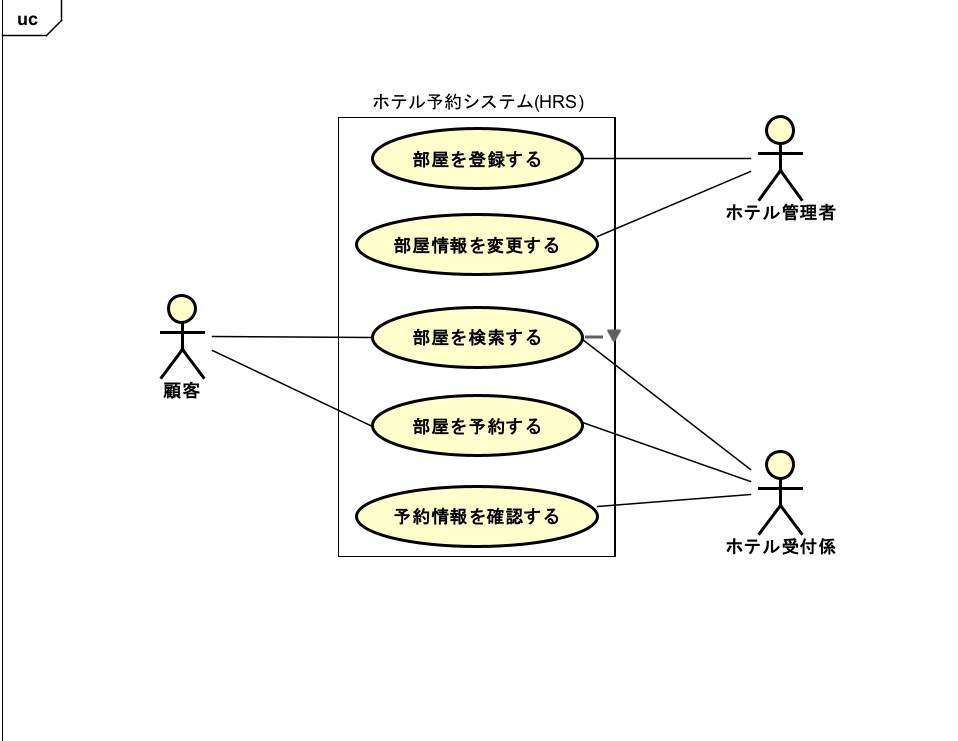 uc
ホテル予約システム(HRS)
部屋を登録する
部屋情報を変更する
部屋を検索する
部屋を予約する
予約情報を確認する
顧客
ホテル管理者
ホテル受付係